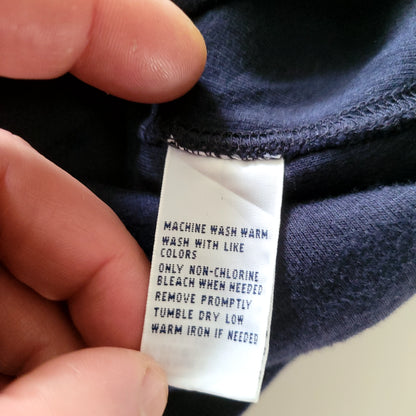 MACHINE WASH WARM
WASH WITH LIKE
COLORS
ONLY NON-CHLORINE
BLEACH WHEN NEEDED
REMOVE PROMPTLY
TUMBLE DRY LOW
WARM IRON IF NEEDED